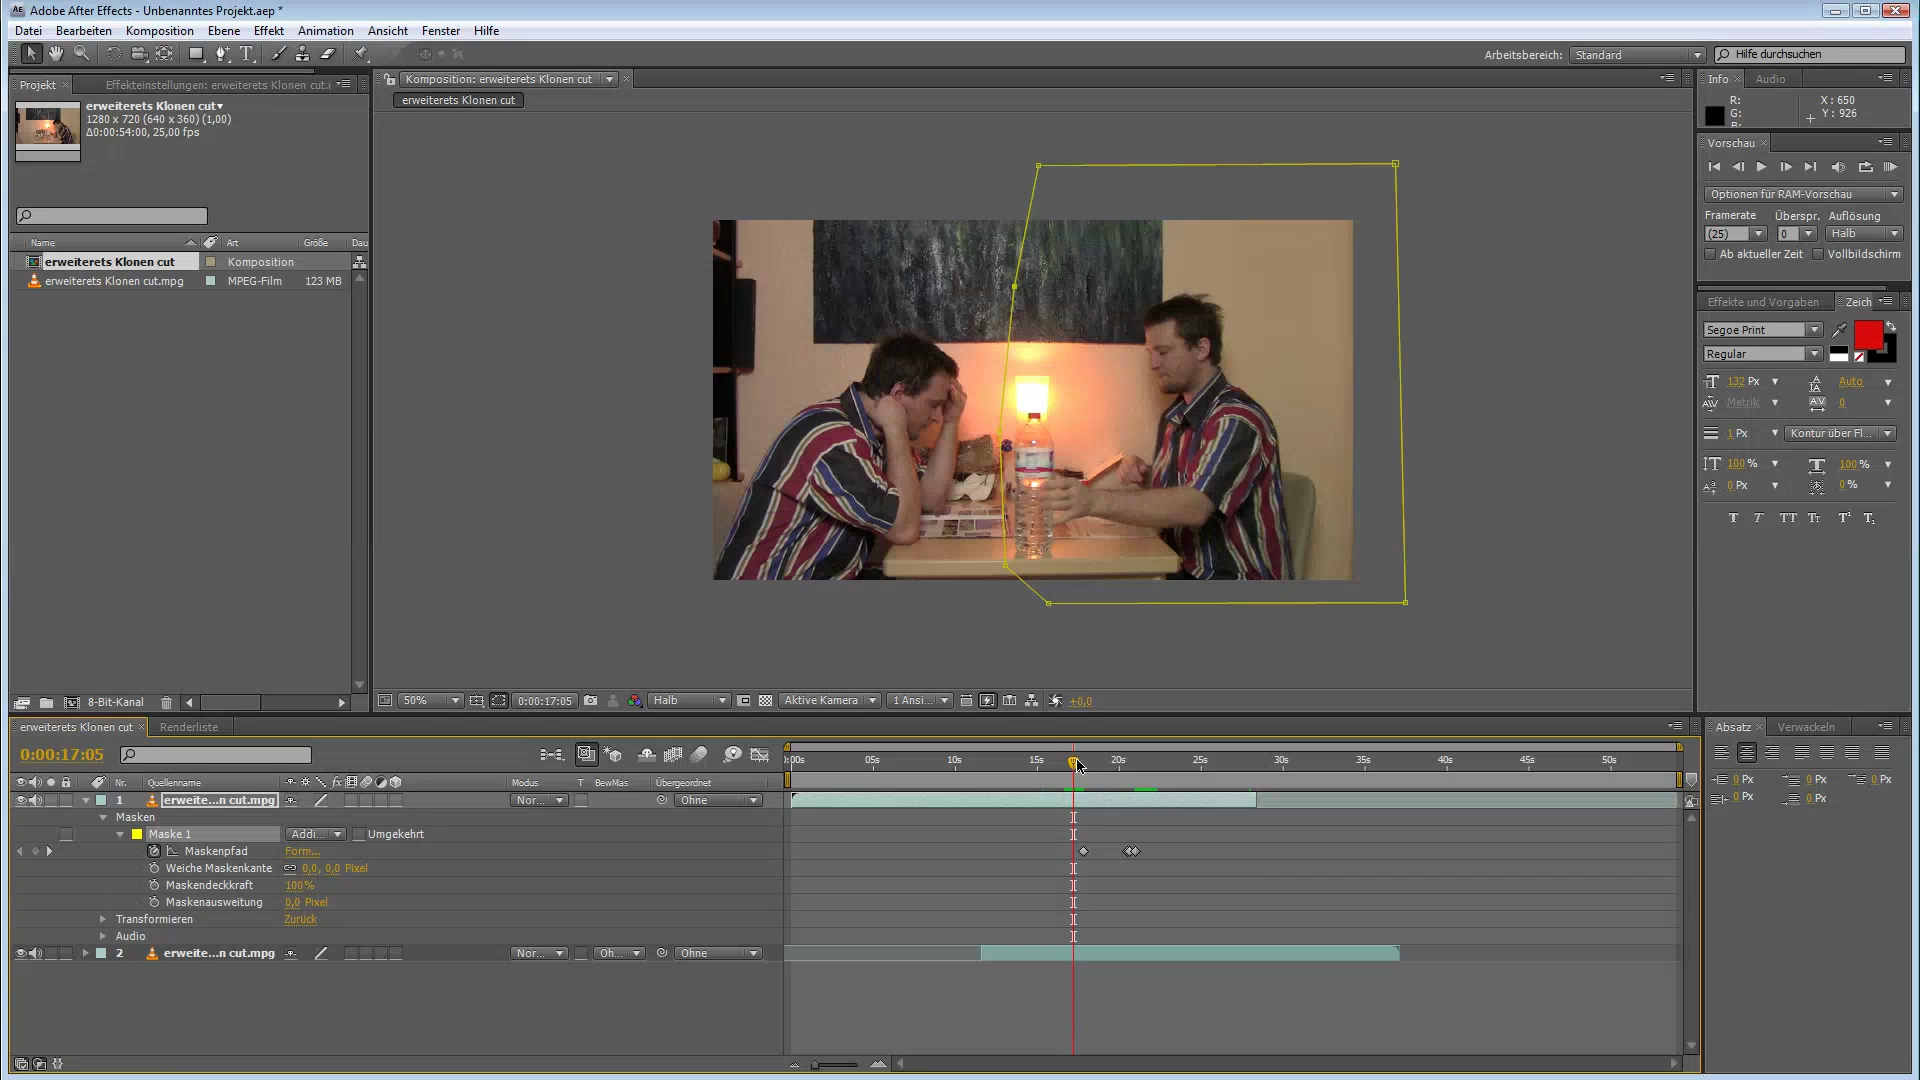 Adobe After Effects - Unbenanntes Projekt.aep *
Datei Bearbeiten Komposition Ebene Effekt Animation Ansicht Fenster Hilfe
Arbeitsbereich: Standard Hilfe durchsuchen
Projekt Effekteinstellungen: erweiterets Klonen cut.
Komposition: erweiterets Klonen cut
Info Audio
erweiterets Klonen cut
erweiterets Klonen cut
1280 x 720 (640 x 360) (1,00)
Δ0:00:54:00, 25,00 fps
R:
G:
B:
X : 650
Y : 926
Vorschau
Optionen für RAM-Vorschau
Framerate Überspr. Auflösung
(25) 0 Halb
Ab aktueller Zeit Vollbildschirm
Name Art Größe Dau
erweiterets Klonen cut Komposition
erweiterets Klonen cut.mpg MPEG-Film 123 MB
Effekte und Vorgaben Zeich
Segoe Print
Regular
132 Px Auto
Metrik 0
1 Px Kontur über Fl...
100 % 100 %
0 Px 0 %
T T TT Tt T¹ T,
8-Bit-Kanal
50% 0:00:17:05 Halb Aktive Kamera 1 Ansi... +0,0
erweiterets Klonen cut Renderliste
Absatz Verwackeln
0:00:17:05
0:00s 05s 10s 15s 20s 25s 30s 35s 40s 45s 50s
Nr. Quellenname fx Modus T BewMas Übergeordnet
0 Px 0 Px 0 Px
0 Px 0 Px
1 erweite...n cut.mpg Nor... Ohne
Masken
Maske 1 Addi... Umgekehrt
Maskenpfad Form...
Weiche Maskenkante 0,0, 0,0 Pixel
Maskendeckkraft 100%
Maskenausweitung 0,0 Pixel
Transformieren Zurück
Audio
2 erweite...n cut.mpg Nor... Oh... Ohne